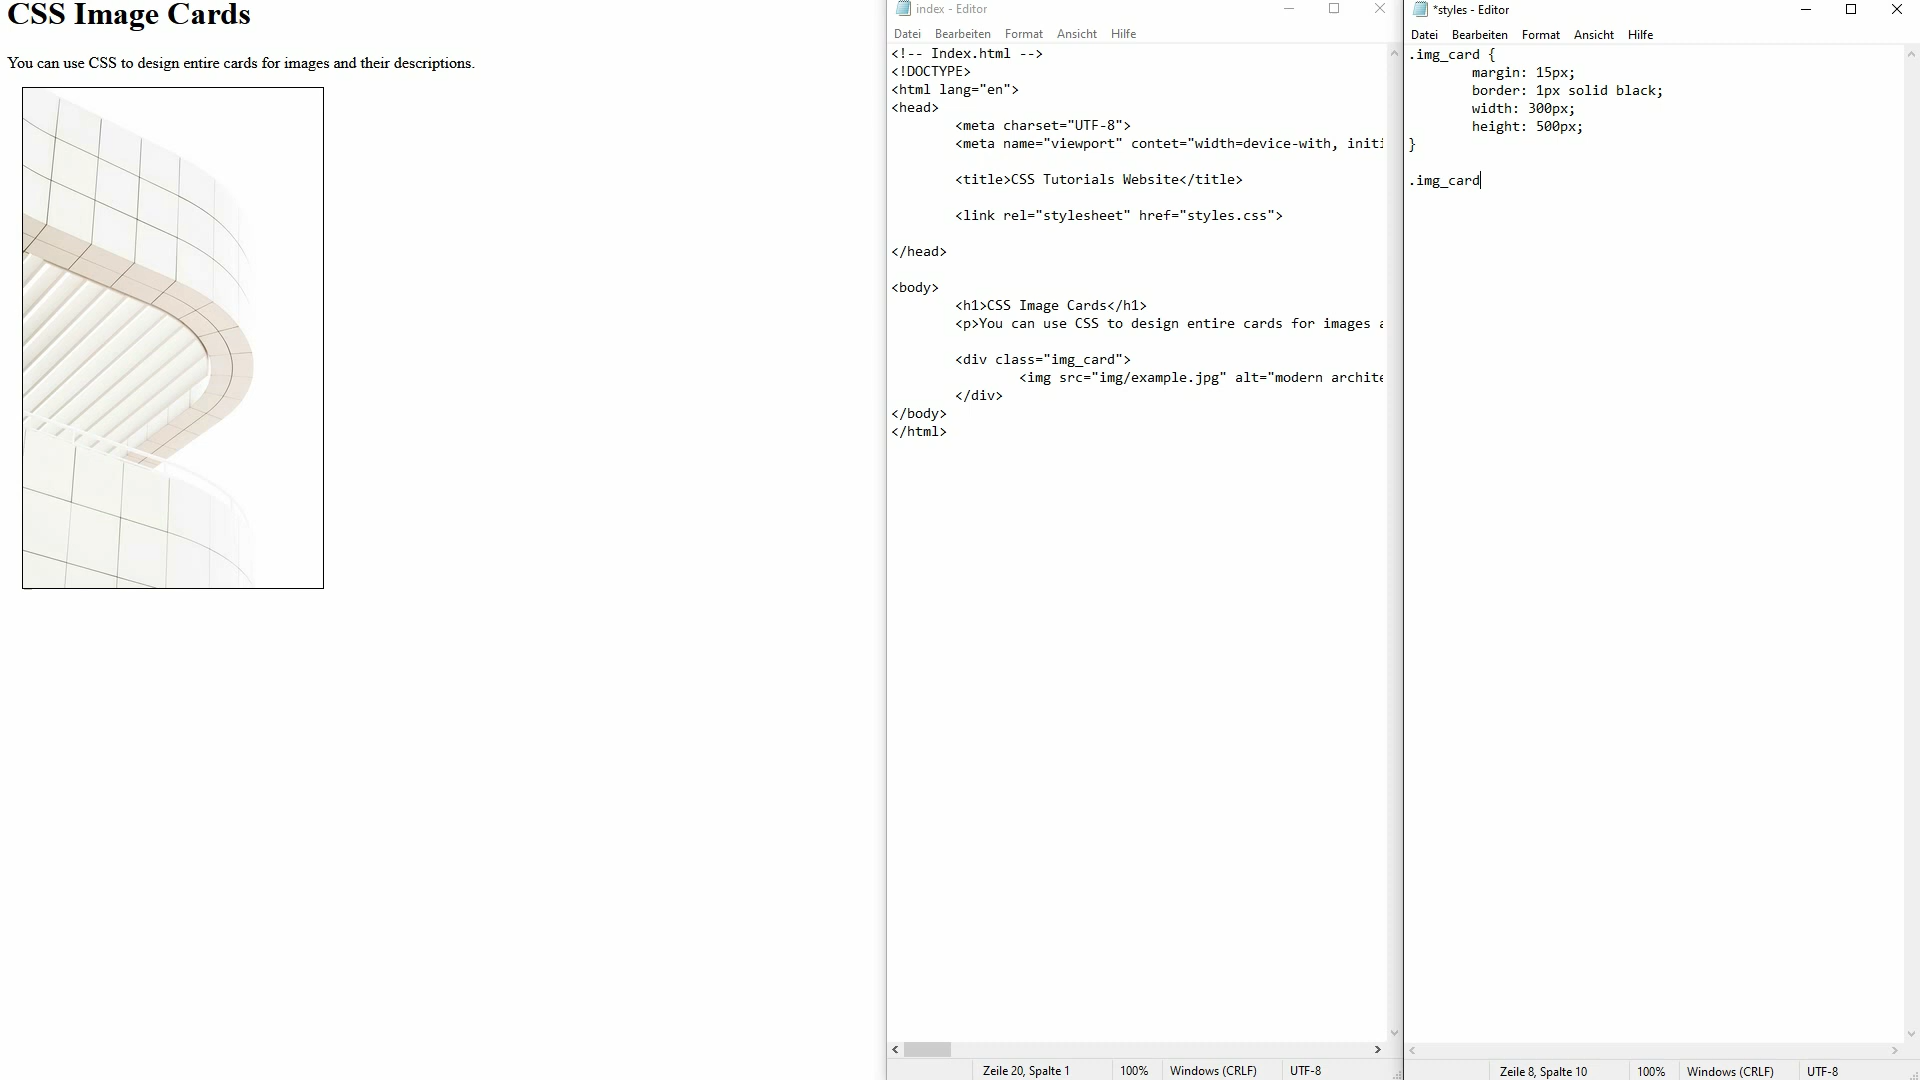 CSS Image Cards
You can use CSS to design entire cards for images and their descriptions.
index - Editor
Datei Bearbeiten Format Ansicht Hilfe
<!-- Index.html -->
<!DOCTYPE>
<html lang="en">
<head>
<meta charset="UTF-8">
<meta name="viewport" contet="width=device-with, initi
<title>CSS Tutorials Website</title>
<link rel="stylesheet" href="styles.css">
</head>
<body>
<h1>CSS Image Cards</h1>
<p>You can use CSS to design entire cards for images a
<div class="img_card">
<img src="img/example.jpg" alt="modern archite
</div>
</body>
</html>
Zeile 20, Spalte 1 100% Windows (CRLF) UTF-8
*styles - Editor
Datei Bearbeiten Format Ansicht Hilfe
.img_card {
margin: 15px;
border: 1px solid black;
width: 300px;
height: 500px;
}
.img_card
Zeile 8, Spalte 10 100% Windows (CRLF) UTF-8